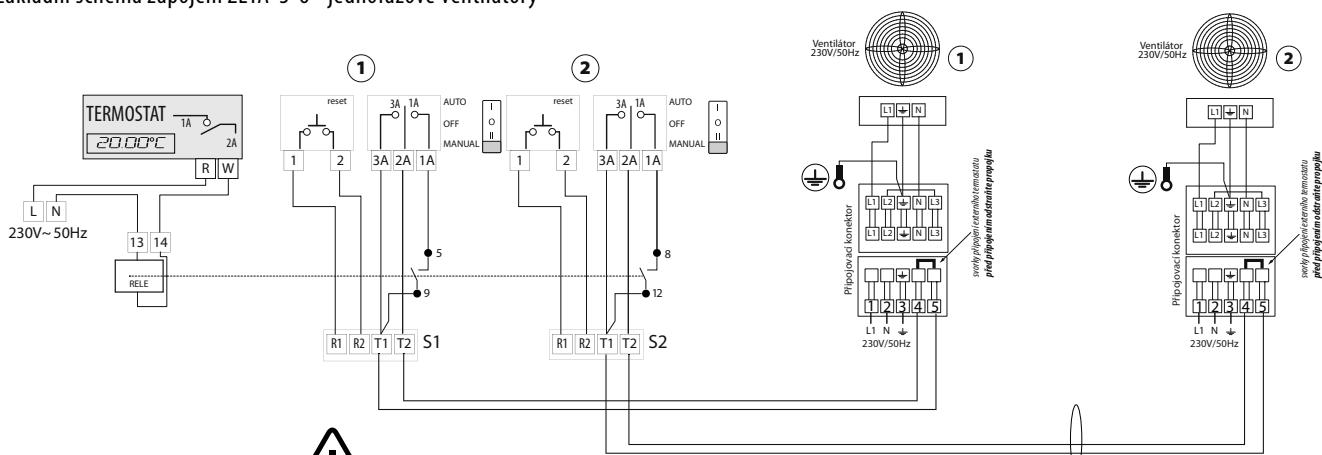 základní schéma zapojení ZETA-3-6 - jednofázové ventilátory
1
2
Ventilátor
230V/50Hz
1
Ventilátor
230V/50Hz
2
TERMOSTAT
1A
2A
20.00°C
R W
L N
230V~ 50Hz
13 14
RELE
reset
1 2
3A 1A
AUTO
OFF
MANUAL
I
O
II
3A 2A 1A
reset
1 2
3A 1A
AUTO
OFF
MANUAL
I
O
II
3A 2A 1A
5
9
8
12
R1 R2 T1 T2 S1
R1 R2 T1 T2 S2
L1 N
L1 L2 N L3
L1 L2 N L3
Připojovací konektor
1 2 3 4 5
L1 N
230V/50Hz
svorky připojení externího termostatu
před připojením odstraňte propojku
L1 N
L1 L2 N L3
L1 L2 N L3
Připojovací konektor
1 2 3 4 5
L1 N
230V/50Hz
svorky připojení externího termostatu
před připojením odstraňte propojku